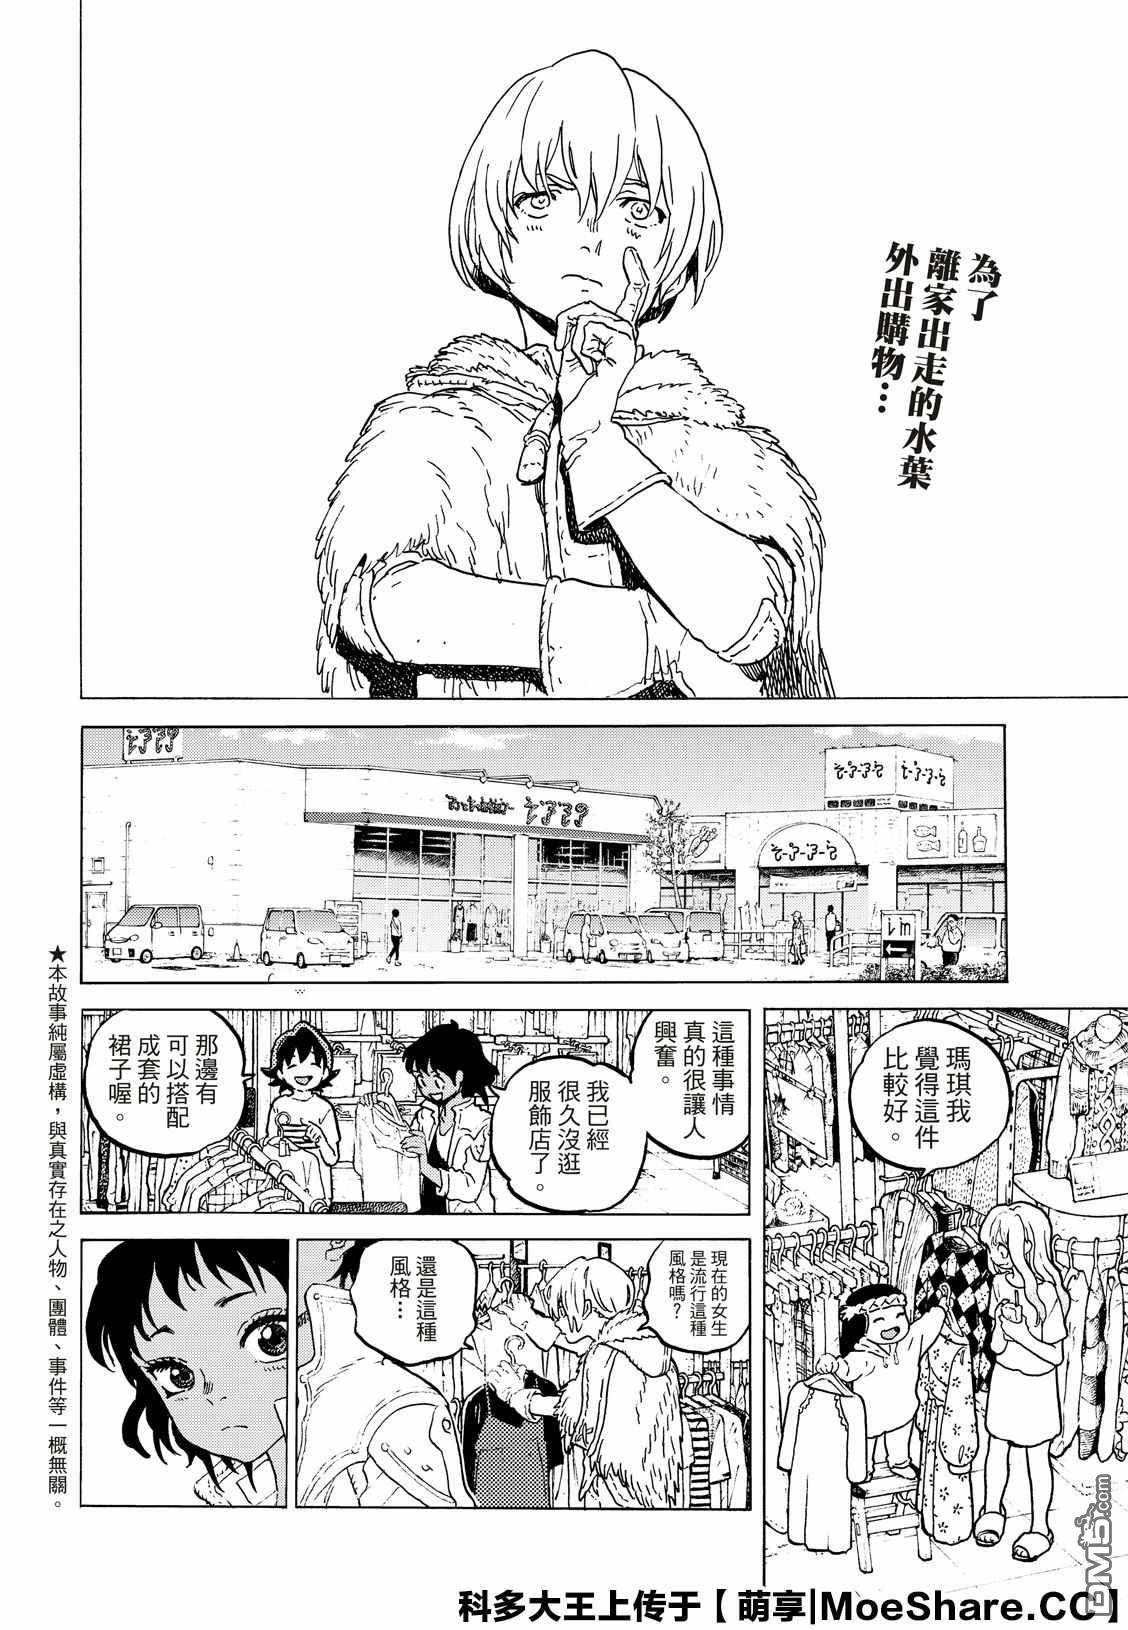 為了
離家出走的水葉
外出購物…
瑪琪我
覺得這件
比較好。
這種事情
真的很讓人
興奮。
我已經
很久沒逛
服飾店了。
那邊有
可以搭配
成套的
裙子喔。
現在的女生
是流行這種
風格嗎？
還是這種
風格…
★本故事純屬虛構，與真實存在之人物、團體、事件等一概無關。
DM5.com
科多大王上传于【萌享|MoeShare.CC】